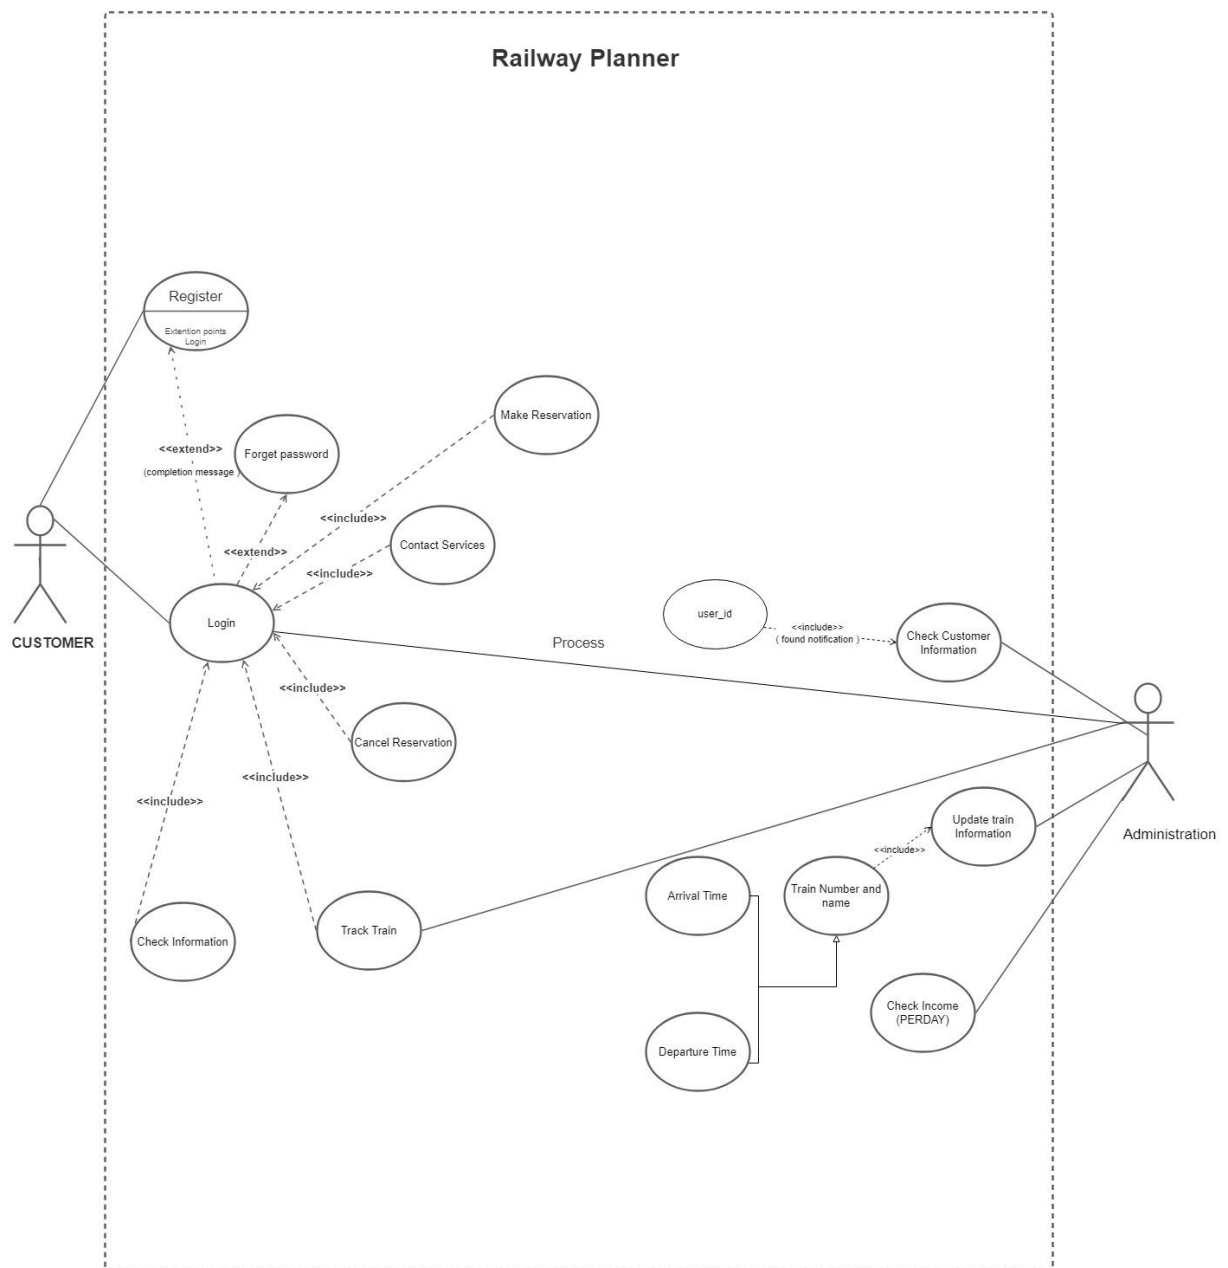 Railway Planner
Register
Extention points
Login
<<extend>>
(completion message )
Forget password
Make Reservation
<<include>>
Contact Services
<<extend>>
<<include>>
CUSTOMER
Login
Process
user_id
<<include>>
( found notification )
Check Customer
Information
<<include>>
Cancel Reservation
<<include>>
<<include>>
Update train
Information
Administration
<<include>>
Arrival Time
Train Number and
name
Check Information
Track Train
Check Income
(PERDAY)
Departure Time